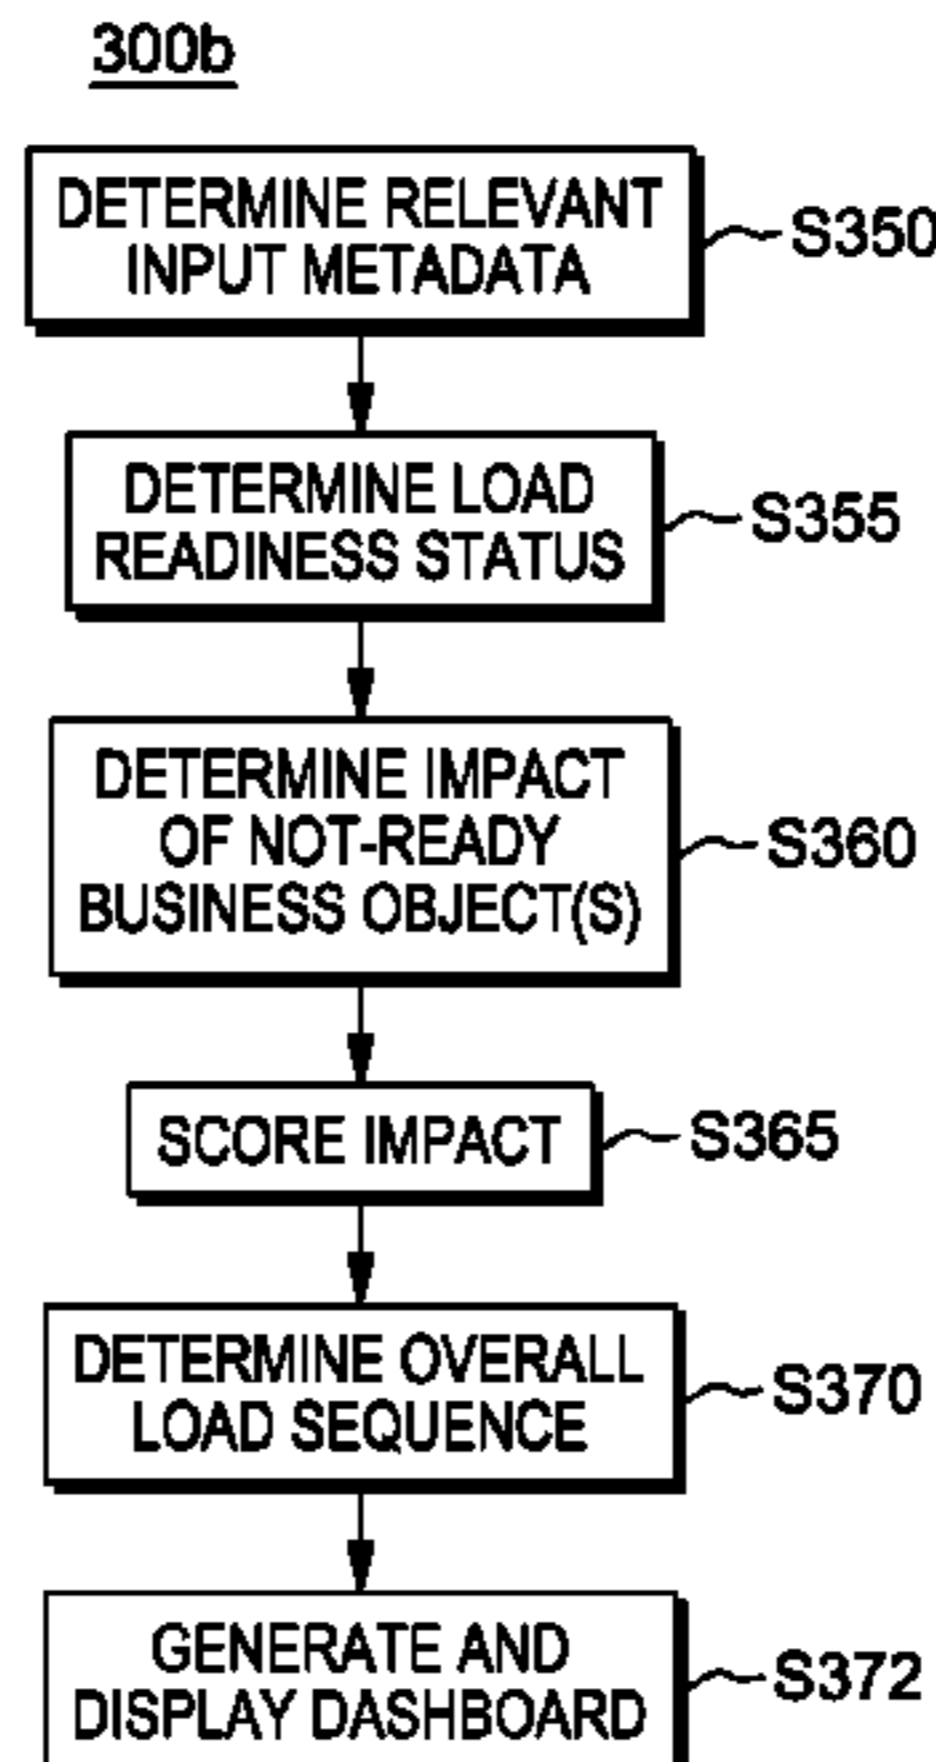 300b
DETERMINE RELEVANT
INPUT METADATA
S350
DETERMINE LOAD
READINESS STATUS
S355
DETERMINE IMPACT
OF NOT-READY
BUSINESS OBJECT(S)
S360
SCORE IMPACT
S365
DETERMINE OVERALL
LOAD SEQUENCE
S370
GENERATE AND
DISPLAY DASHBOARD
S372